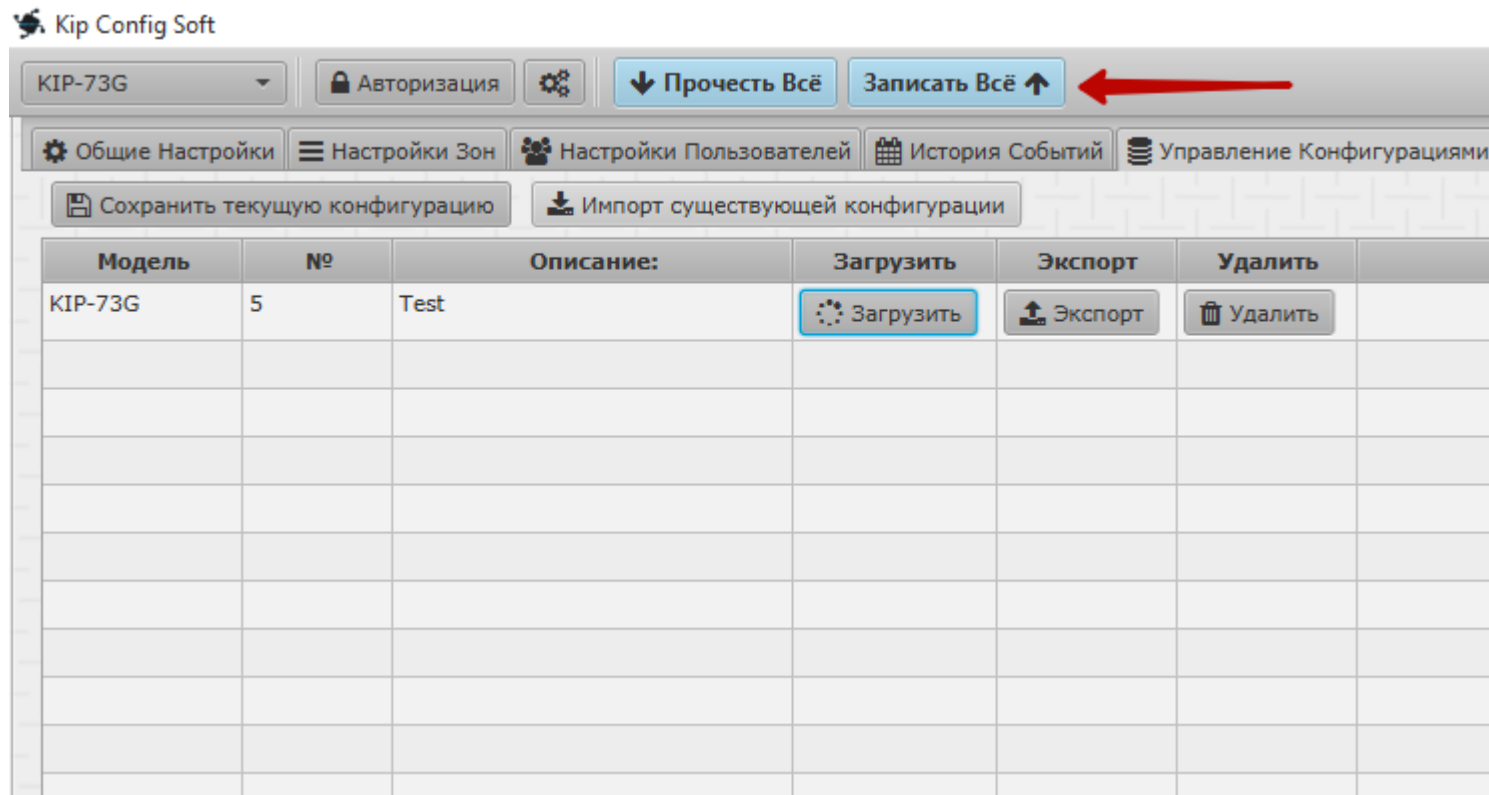 Kip Config Soft
KIP-73G Авторизация Прочесть Всё Записать Всё
Общие Настройки Настройки Зон Настройки Пользователей История Событий Управление Конфигурациями
Сохранить текущую конфигурацию Импорт существующей конфигурации
Модель № Описание: Загрузить Экспорт Удалить
KIP-73G 5 Test Загрузить Экспорт Удалить